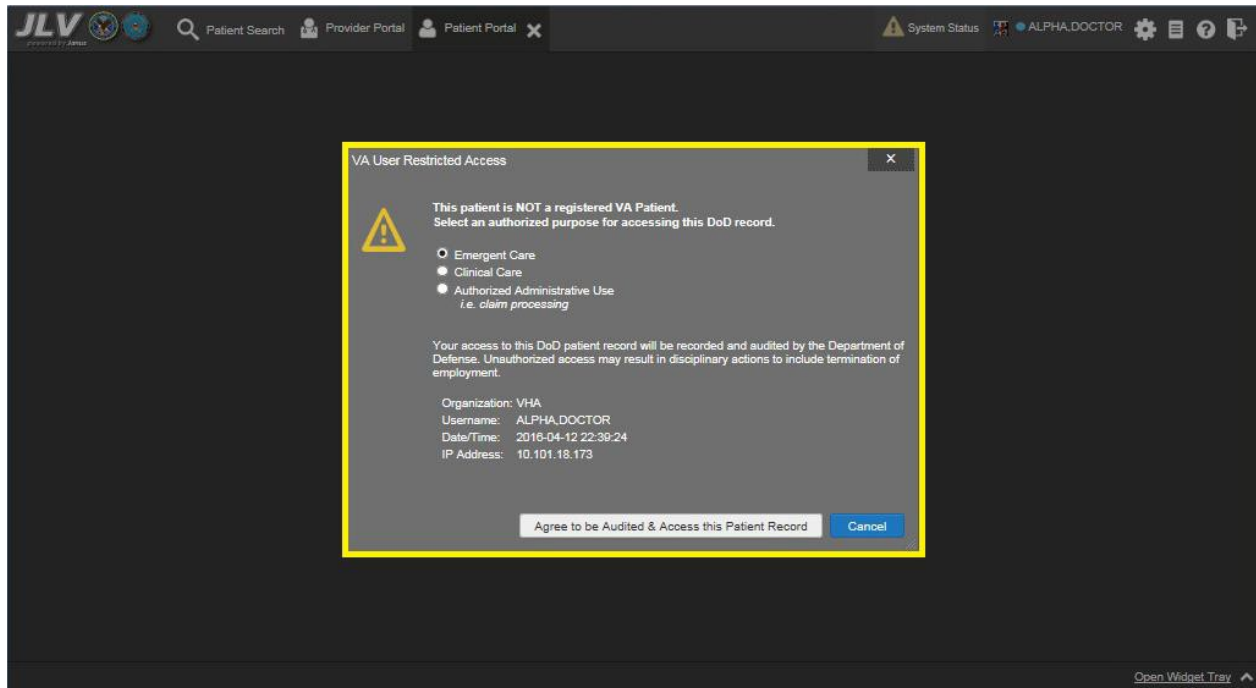 JLV
powered by Janus
Patient Search
Provider Portal
Patient Portal
System Status
ALPHA,DOCTOR
VA User Restricted Access
X
This patient is NOT a registered VA Patient.
Select an authorized purpose for accessing this DoD record.
Emergent Care
Clinical Care
Authorized Administrative Use
i.e. claim processing
Your access to this DoD patient record will be recorded and audited by the Department of
Defense. Unauthorized access may result in disciplinary actions to include termination of
employment.
Organization: VHA
Username: ALPHA,DOCTOR
Date/Time: 2016-04-12 22:39:24
IP Address: 10.101.18.173
Agree to be Audited & Access this Patient Record
Cancel
Open Widget Tray